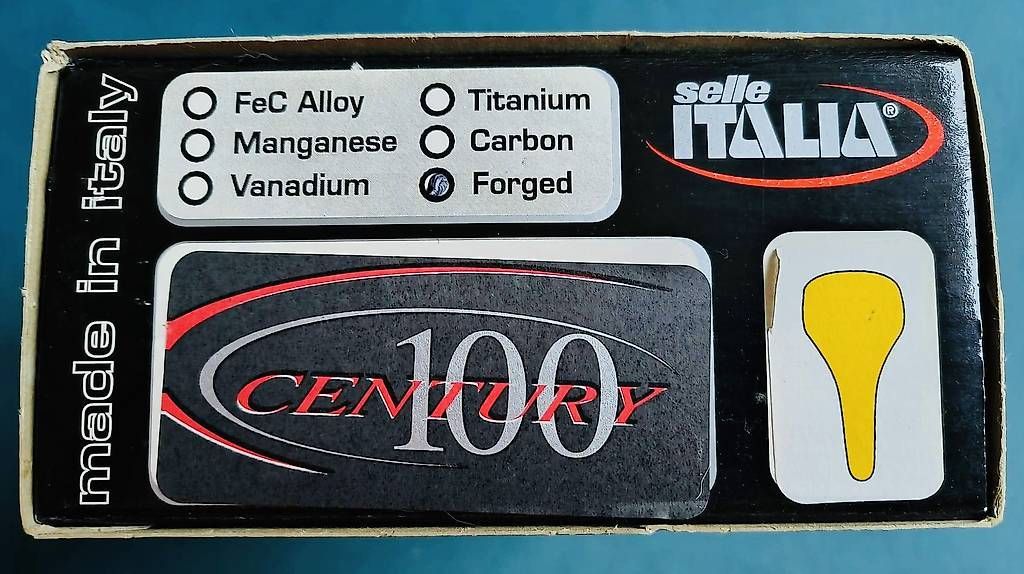 made in italy
FeC Alloy
Manganese
Vanadium
Titanium
Carbon
Forged
selle
ITALIA®
CENTURY
100